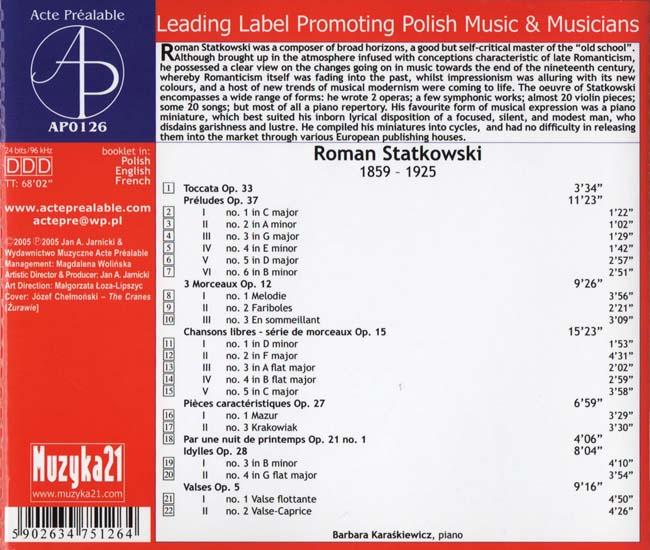 Acte Préalable
AP
AP0126
Leading Label Promoting Polish Music & Musicians
Roman Statkowski was a composer of broad horizons, a good but self-critical master of the "old school".
Although brought up in the atmosphere infused with conceptions characteristic of late Romanticism,
he possessed a clear view on the changes going on in music towards the end of the nineteenth century,
whereby Romanticism itself was fading into the past, whilst impressionism was alluring with its new
colours, and a host of new trends of musical modernism were coming to life. The oeuvre of Statkowski
encompasses a wide range of forms: he wrote 2 operas; a few symphonic works; almost 20 violin pieces;
some 20 songs; but most of all a piano repertory. His favourite form of musical expression was a piano
miniature, which best suited his inborn lyrical disposition of a focused, silent, and modest man, who
disdains garishness and lustre. He compiled his miniatures into cycles, and had no difficulty in releasing
them into the market through various European publishing houses.
24 bits/96 kHz
DDD
TT: 68'02"
booklet in:
Polish
English
French
www.acteprealable.com
actepre@wp.pl
©2005 ℗2005 Jan A. Jarnicki &
Wydawnictwo Muzyczne Acte Préalable
Management: Magdalena Wolińska
Artistic Director & Producer: Jan A. Jarnicki
Art Direction: Małgorzata Łoza-Lipszyc
Cover: Józef Chełmoński – The Cranes
[Żurawie]
Roman Statkowski
1859 - 1925
1 Toccata Op. 33 3'34"
Préludes Op. 37 11'23"
2 I no. 1 in C major 1'22"
3 II no. 2 in A minor 1'02"
4 III no. 3 in G major 1'29"
5 IV no. 4 in E minor 1'42"
6 V no. 5 in D major 2'57"
7 VI no. 6 in B minor 2'51"
3 Morceaux Op. 12 9'26"
8 I no. 1 Melodie 3'56"
9 II no. 2 Fariboles 2'21"
10 III no. 3 En sommeillant 3'09"
Chansons libres – série de morceaux Op. 15 15'23"
11 I no. 1 in D minor 1'53"
12 II no. 2 in F major 4'31"
13 III no. 3 in A flat major 2'02"
14 IV no. 4 in B flat major 2'59"
15 V no. 5 in C major 3'58"
Pièces caractéristiques Op. 27 6'59"
16 I no. 1 Mazur 3'29"
17 II no. 3 Krakowiak 3'30"
18 Par une nuit de printemps Op. 21 no. 1 4'06"
Idylles Op. 28 8'04"
19 I no. 3 in B minor 4'10"
20 II no. 4 in G flat major 3'54"
Valses Op. 5 9'16"
21 I no. 1 Valse flottante 4'50"
22 II no. 2 Valse-Caprice 4'26"
Barbara Karaśkiewicz, piano
Muzyka21
www.muzyka21.com
5 902634 751264